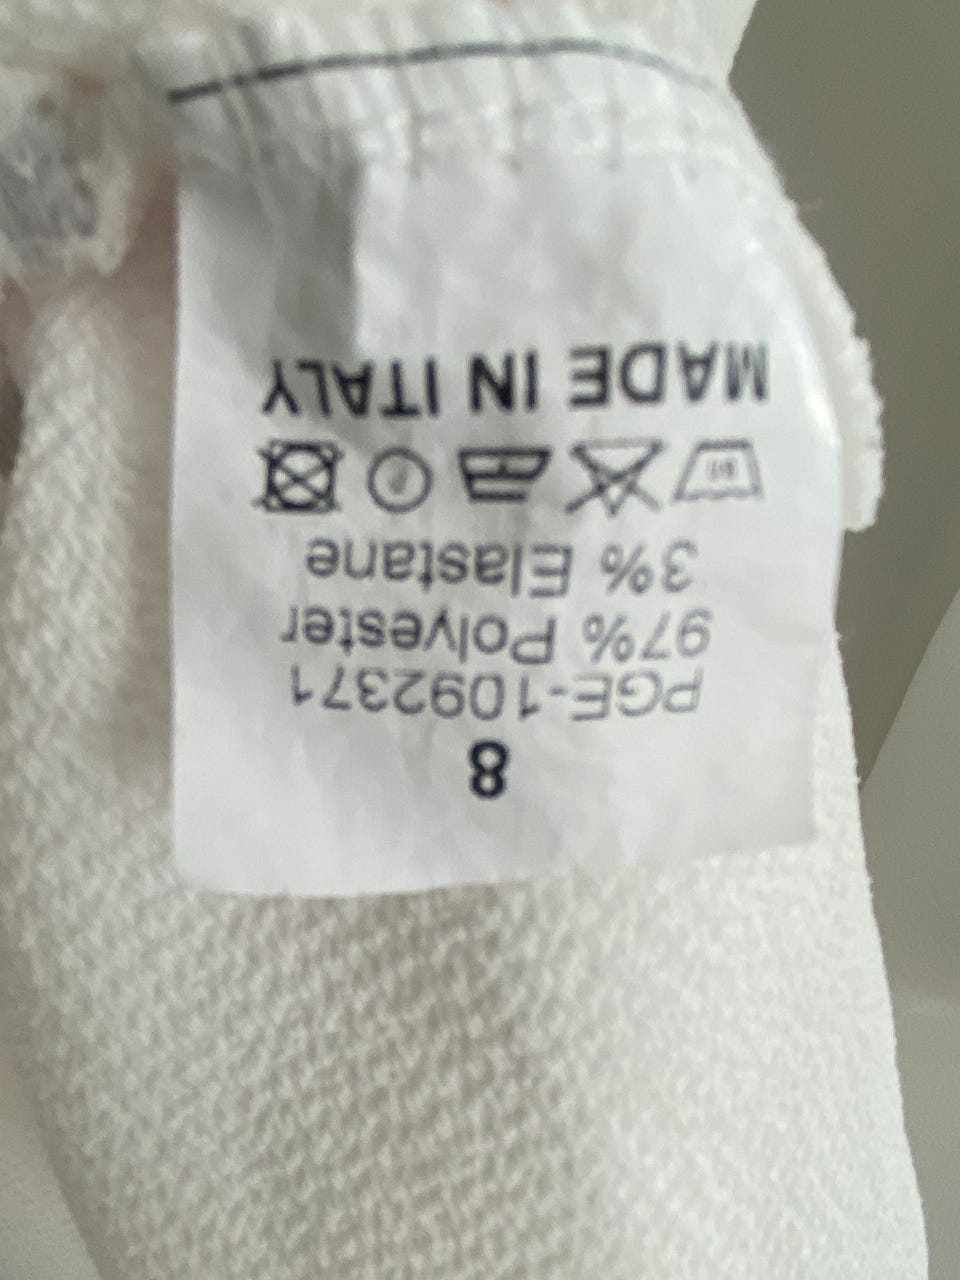 8
PGE-1092371
97% Polyester
3% Elastane
MADE IN ITALY